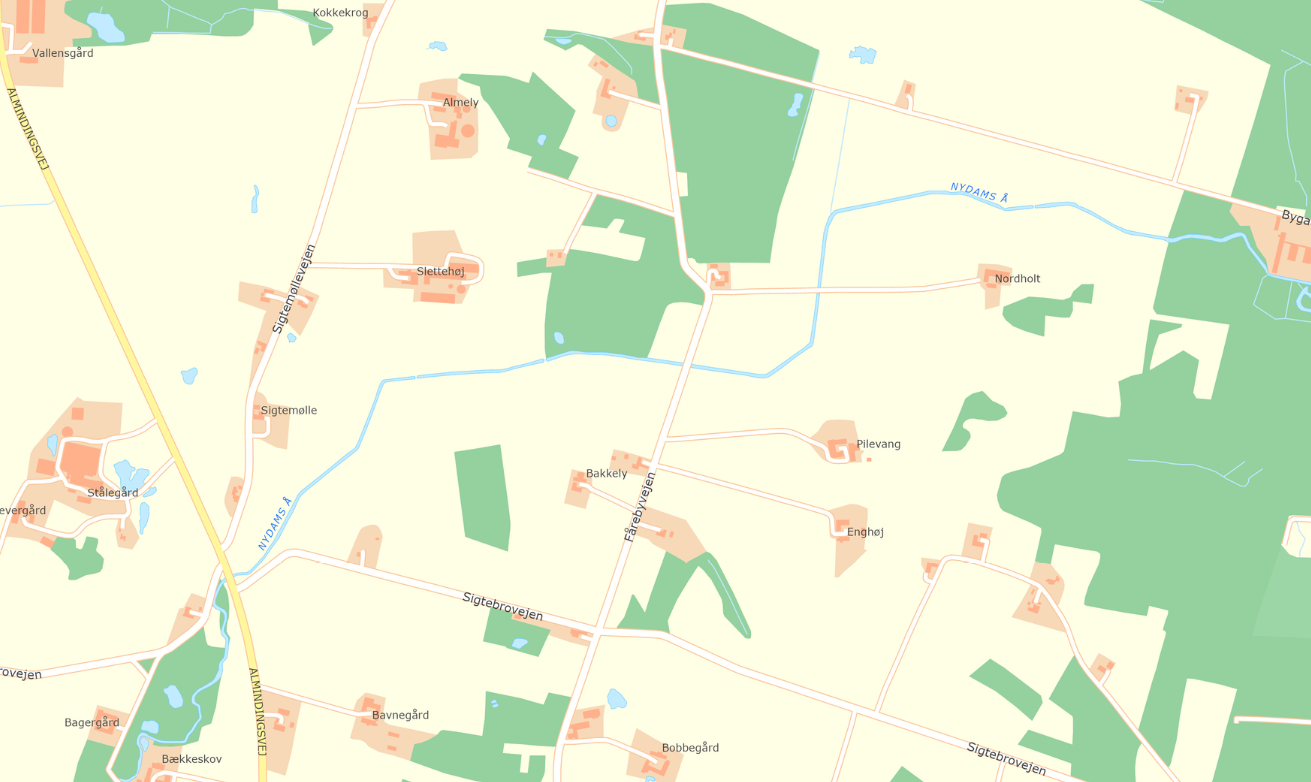 Kokkekrog
Vallensgård
ALMINDINGSVEJ
Almely
NYDAMS Å
Byga
Slettehøj
Nordholt
Sigtemøllevejen
Sigtemølle
Pilevang
Bakkely
Stålegård
evergård
Fårebyvejen
NYDAMS Å
Enghøj
Sigtebrovejen
rovejen
ALMINDINGSVEJ
Bagergård
Bavnegård
Bobbegård
Sigtebrovejen
Bækkeskov